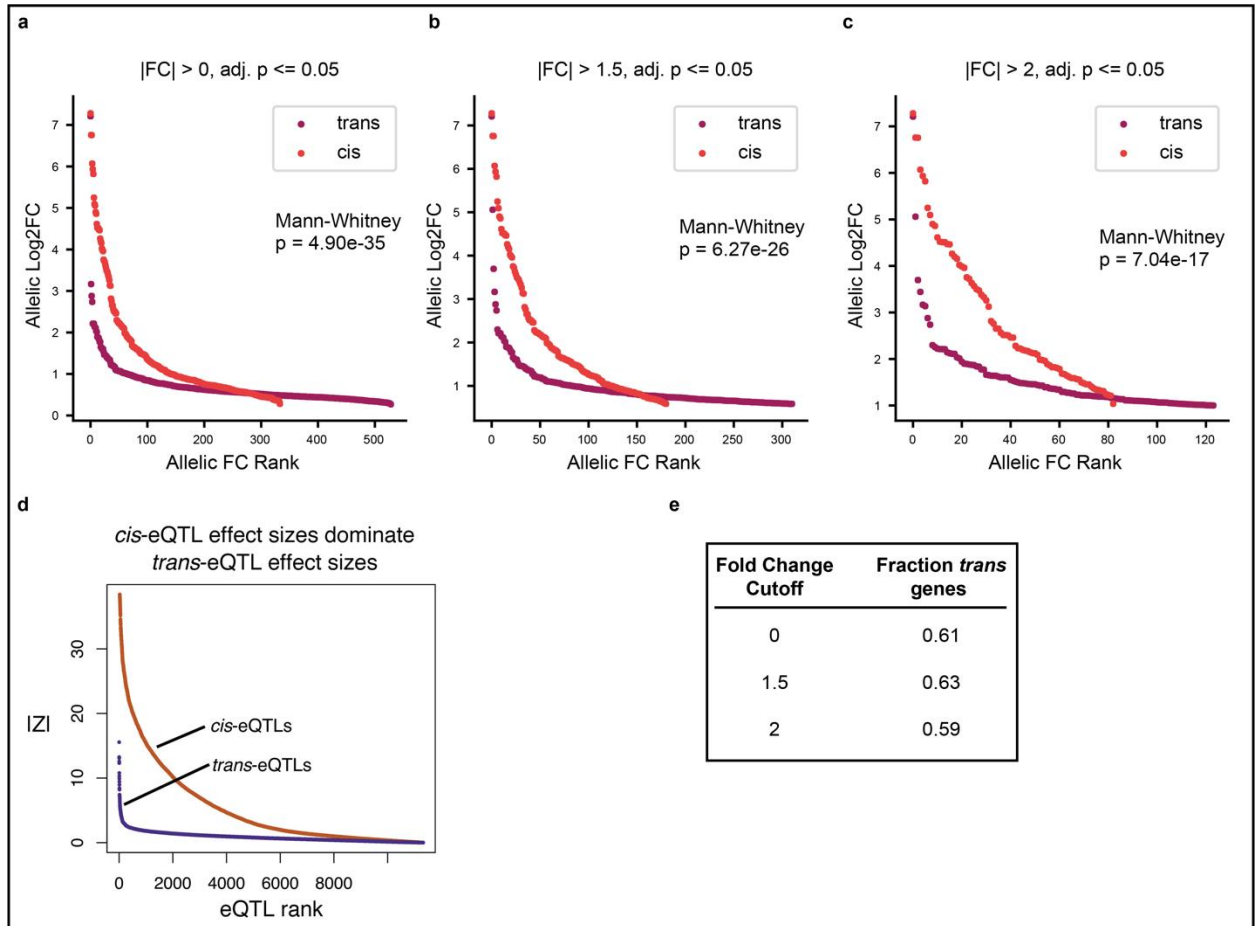 a
|FC| > 0, adj. p <= 0.05
trans
cis
Mann-Whitney
p = 4.90e-35
7
6
5
4
3
2
1
0
Allelic Log2FC
0 100 200 300 400 500
Allelic FC Rank
b
|FC| > 1.5, adj. p <= 0.05
trans
cis
Mann-Whitney
p = 6.27e-26
7
6
5
4
3
2
1
Allelic Log2FC
0 50 100 150 200 250 300
Allelic FC Rank
c
|FC| > 2, adj. p <= 0.05
trans
cis
Mann-Whitney
p = 7.04e-17
7
6
5
4
3
2
1
Allelic Log2FC
0 20 40 60 80 100 120
Allelic FC Rank
d
cis-eQTL effect sizes dominate
trans-eQTL effect sizes
30
20
10
0
|Z|
cis-eQTLs
trans-eQTLs
0 2000 4000 6000 8000
eQTL rank
e
Fold Change Fraction trans
Cutoff genes
0 0.61
1.5 0.63
2 0.59